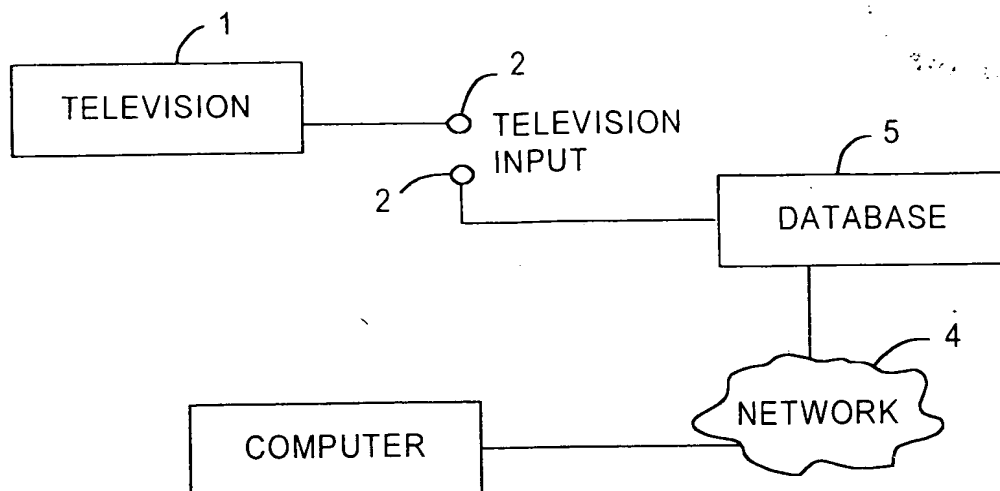 1
TELEVISION
2
TELEVISION
INPUT
2
5
DATABASE
4
NETWORK
COMPUTER